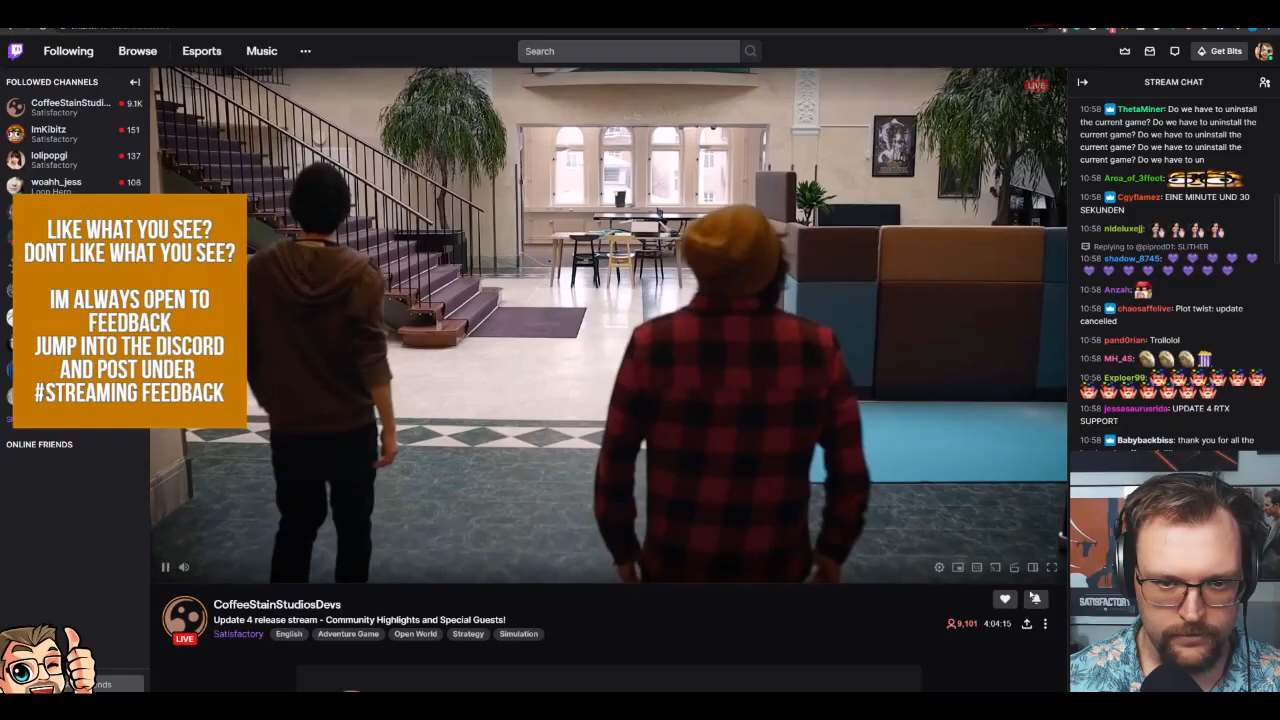 Following
Browse
Esports
Music
Search
Get Bits
FOLLOWED CHANNELS
CoffeeStainStudi...
9.1K
Satisfactory
ImKibitz
151
Satisfactory
lolipopgi
137
Satisfactory
woahh_jess
106
Loop Hero
LIKE WHAT YOU SEE?
DONT LIKE WHAT YOU SEE?
IM ALWAYS OPEN TO
FEEDBACK
JUMP INTO THE DISCORD
AND POST UNDER
#STREAMING FEEDBACK
ONLINE FRIENDS
LIVE
CoffeeStainStudiosDevs
Update 4 release stream - Community Highlights and Special Guests!
Satisfactory
English
Adventure Game
Open World
Strategy
Simulation
LIVE
9,101
4:04:15
STREAM CHAT
10:58 ThetaMiner: Do we have to uninstall
the current game? Do we have to uninstall the
current game? Do we have to uninstall the
current game? Do we have to uninstall the
current game? Do we have to un
10:58 Area_of_3ffect:
10:58 Cgyflamez: EINE MINUTE UND 30
SEKUNDEN
10:58 nldeluxejj:
Replying to @plprod01: SLITHER
10:58 shadow_8745:
10:58 Anzah:
10:58 chaosaffelive: Plot twist: update
cancelled
10:58 pand0rian: Trollolol
10:58 MH_4S:
10:58 Exploer99:
10:58 jessasaurusrida: UPDATE 4 RTX
SUPPORT
10:58 Babybackbiss: thank you for all the
SATISFACTORY